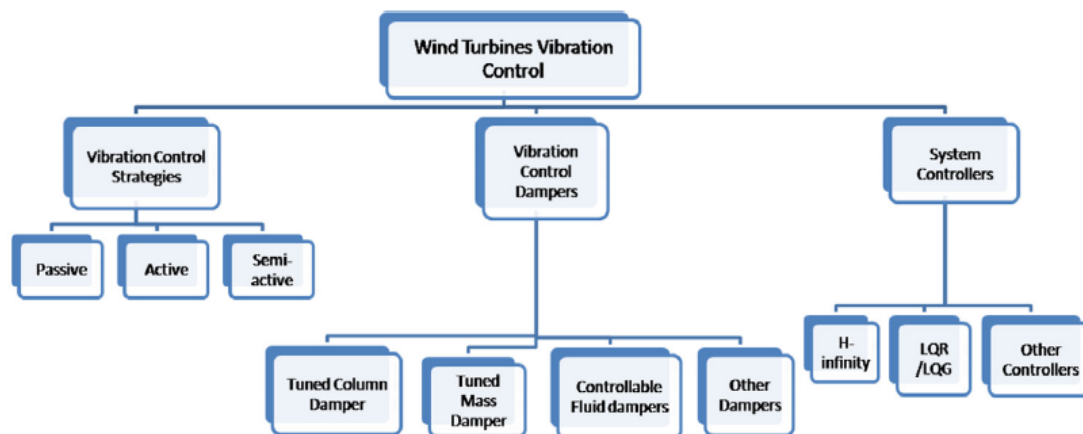 Wind Turbines Vibration
Control
Vibration Control
Strategies
Vibration
Control
Dampers
System
Controllers
Passive
Active
Semi-
active
Tuned Column
Damper
Tuned
Mass
Damper
Controllable
Fluid dampers
Other
Dampers
H-
infinity
LQR
/LQG
Other
Controllers